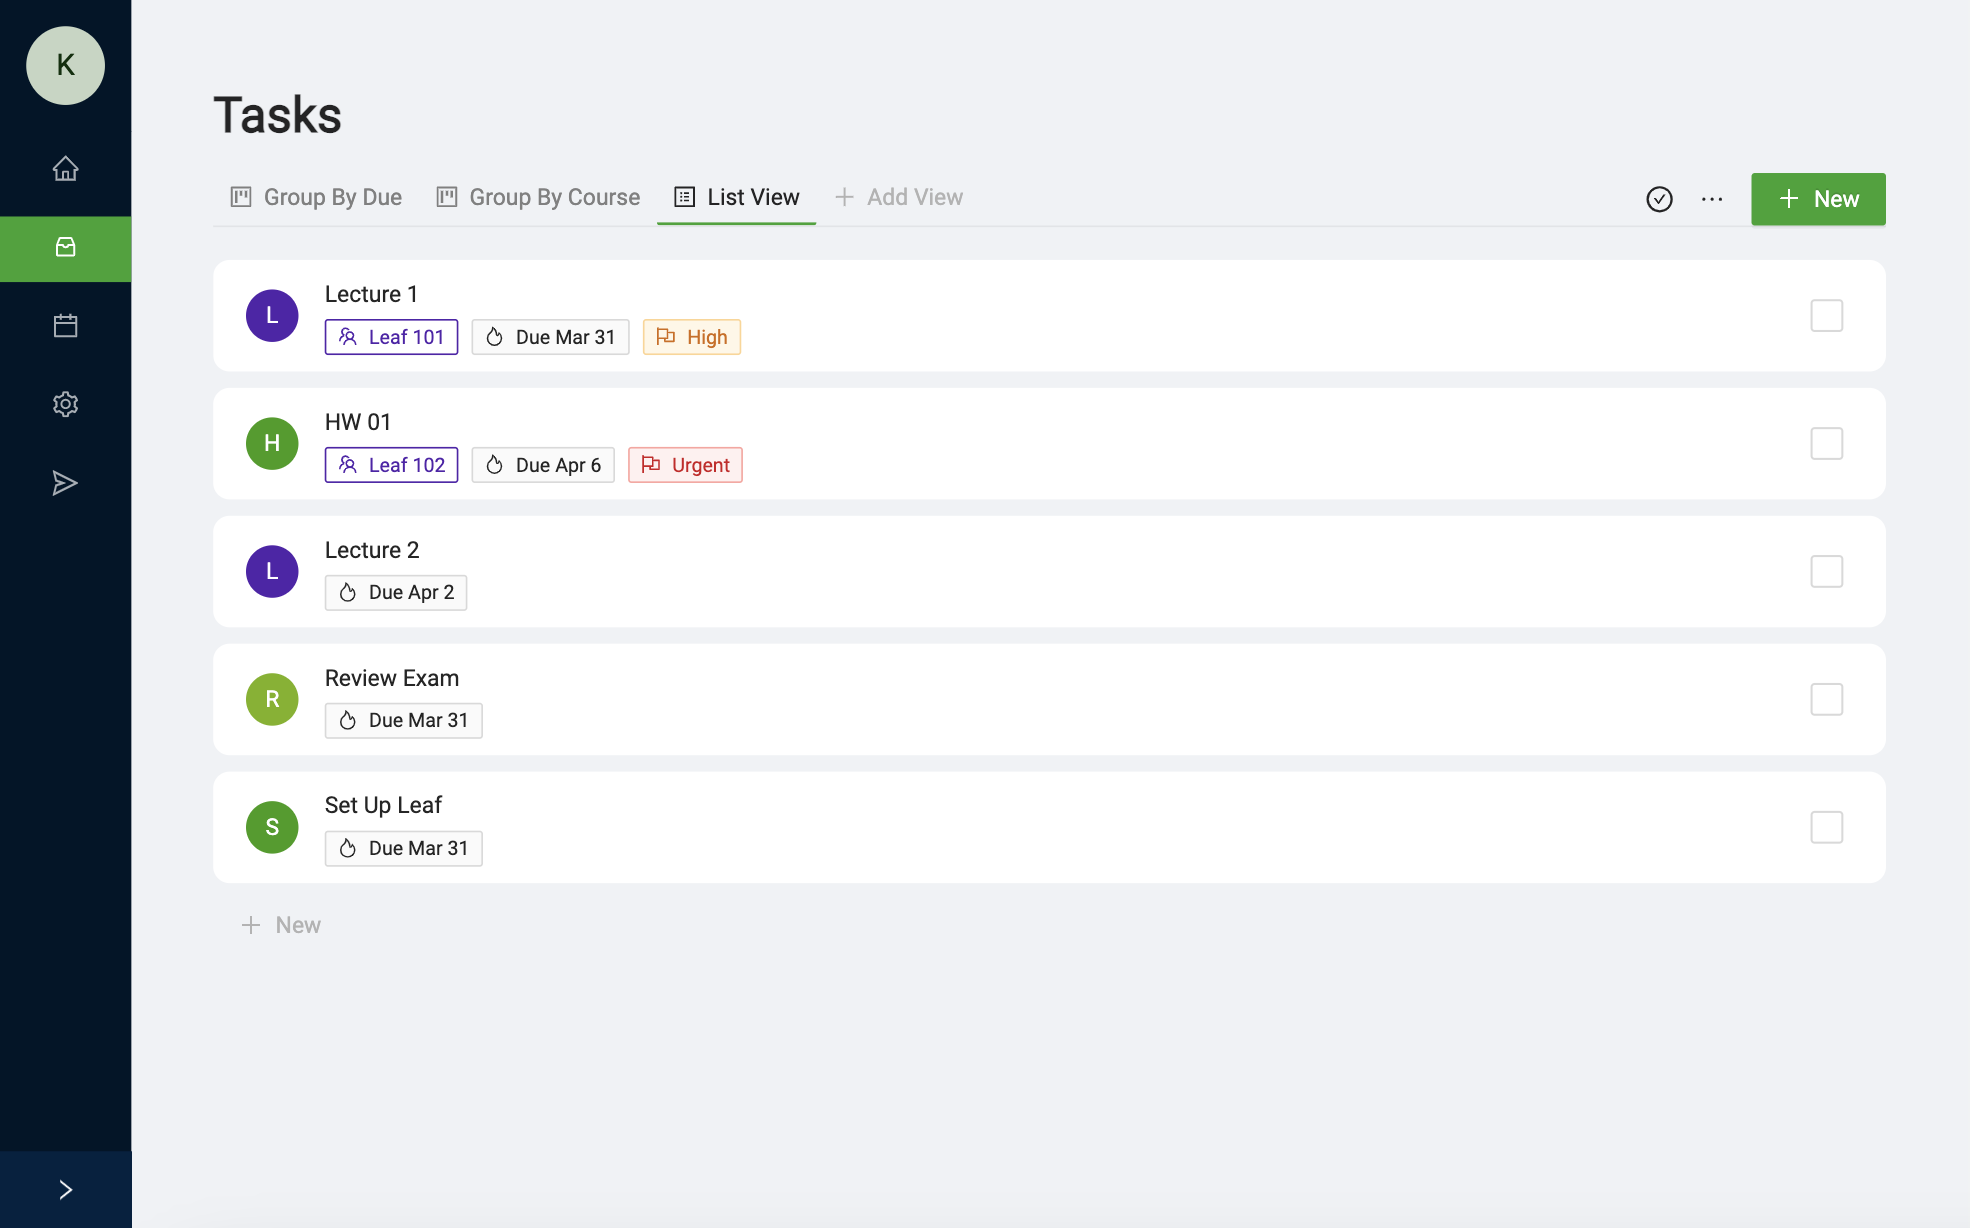 K
Tasks
Group By Due Group By Course List View + Add View + New
L Lecture 1
Leaf 101 Due Mar 31 High
H HW 01
Leaf 102 Due Apr 6 Urgent
L Lecture 2
Due Apr 2
R Review Exam
Due Mar 31
S Set Up Leaf
Due Mar 31
+ New